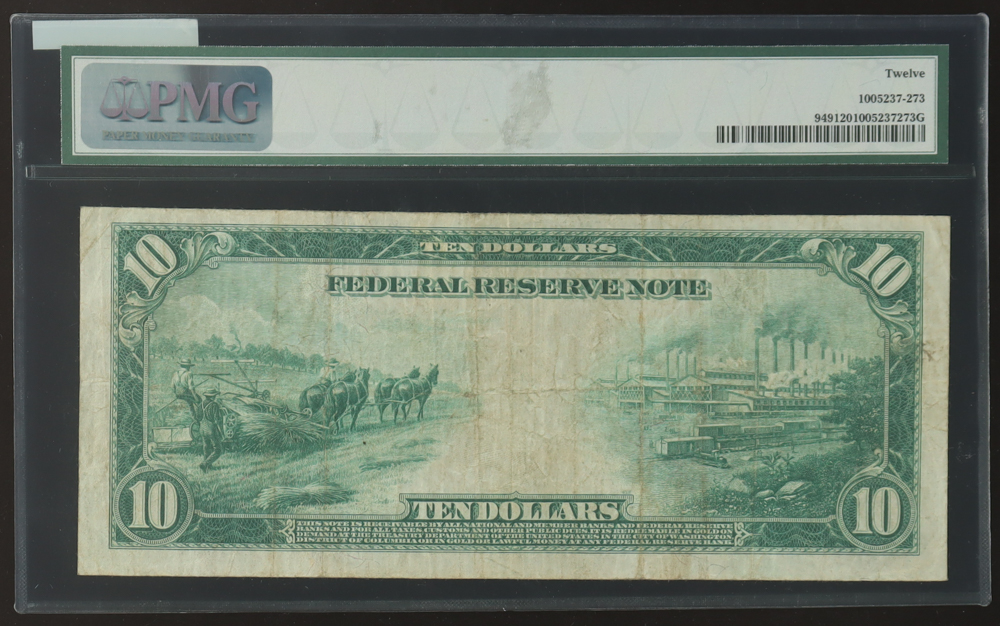 PMG
PAPER MONEY GUARANTY
Twelve
1005237-273
9491201005237273G
10
TEN DOLLARS
10
FEDERAL RESERVE NOTE
10
TEN DOLLARS
10
THIS NOTE IS RECEIVABLE BY ALL NATIONAL AND MEMBER BANKS AND FEDERAL RESERVE
BANKS AND FOR ALL TAXES, CUSTOMS AND OTHER PUBLIC DUES. IT IS REDEEMABLE IN GOLD ON
DEMAND AT THE TREASURY DEPARTMENT OF THE UNITED STATES IN THE CITY OF WASHINGTON
DISTRICT OF COLUMBIA OR IN GOLD OR LAWFUL MONEY AT ANY FEDERAL RESERVE BANK.